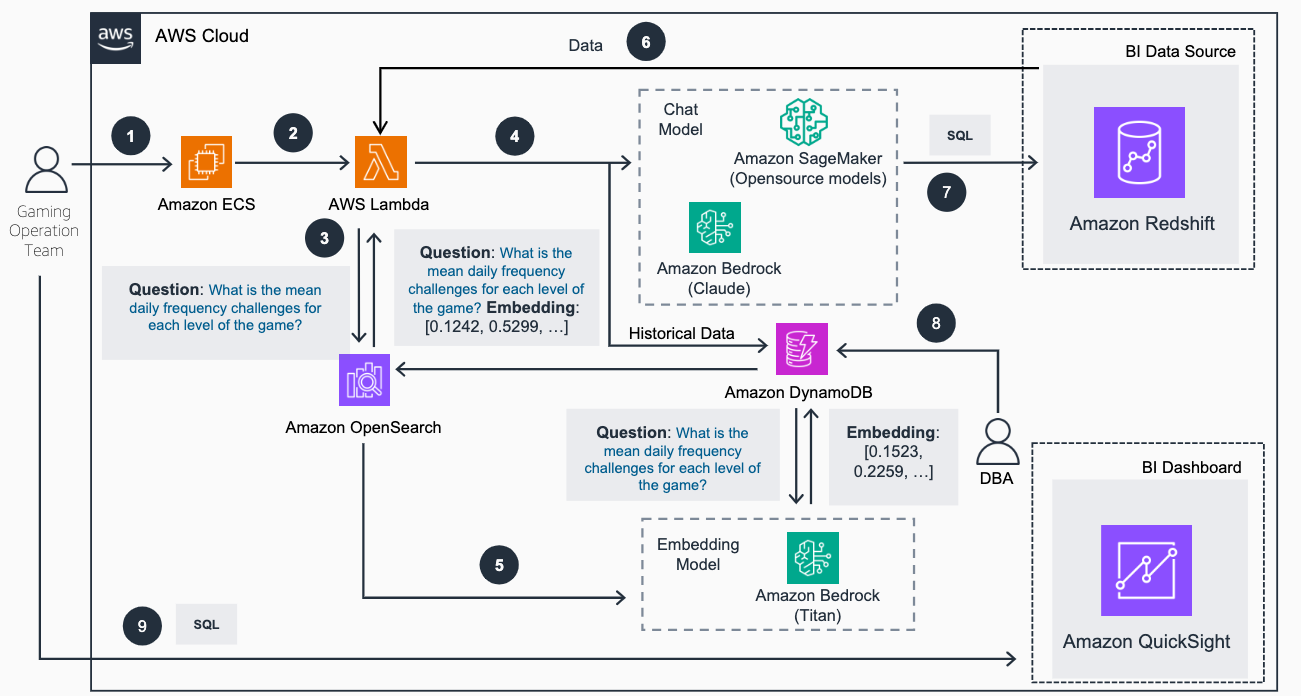 aws
AWS Cloud
Data
6
BI Data Source
1
2
4
Chat
Model
Amazon SageMaker
(Opensource models)
SQL
7
Amazon Redshift
Gaming
Operation
Team
Amazon ECS
AWS Lambda
3
Amazon Bedrock
(Claude)
Question: What is the mean
daily frequency challenges for
each level of the game?
Question: What is the
mean daily frequency
challenges for each level of
the game? Embedding:
[0.1242, 0.5299, …]
Historical Data
8
Amazon DynamoDB
Amazon OpenSearch
Question: What is the
mean daily frequency
challenges for each level of
the game?
Embedding:
[0.1523,
0.2259, …]
DBA
BI Dashboard
5
Embedding
Model
Amazon Bedrock
(Titan)
9
SQL
Amazon QuickSight